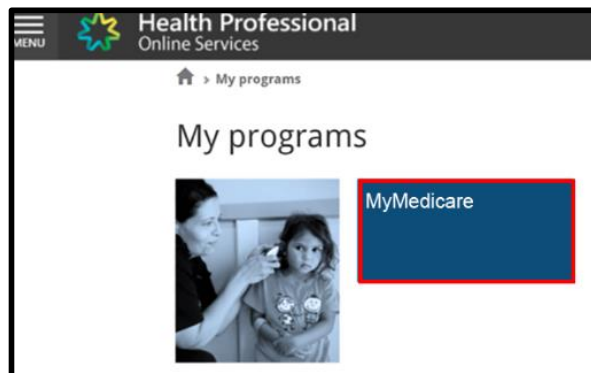 Health Professional
MENU
Online Services
> My programs
My programs
MyMedicare